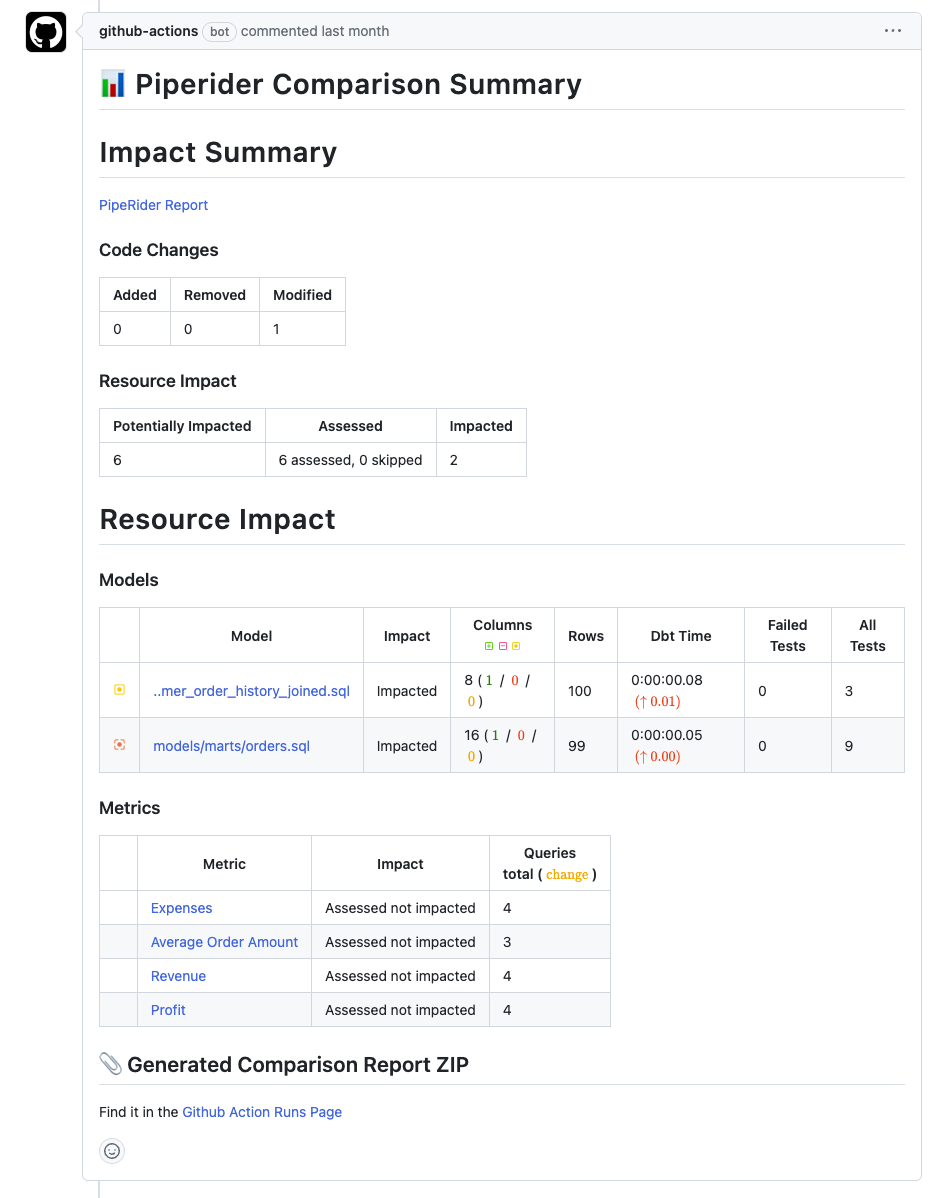 github-actions bot commented last month
Piperider Comparison Summary
Impact Summary
PipeRider Report
Code Changes
Added Removed Modified
0 0 1
Resource Impact
Potentially Impacted Assessed Impacted
6 6 assessed, 0 skipped 2
Resource Impact
Models
Model Impact Columns Rows Dbt Time Failed Tests All Tests
..mer_order_history_joined.sql Impacted 8 ( 1 / 0 / 0 ) 100 0:00:00.08 (↑ 0.01) 0 3
models/marts/orders.sql Impacted 16 ( 1 / 0 / 0 ) 99 0:00:00.05 (↑ 0.00) 0 9
Metrics
Metric Impact Queries total ( change )
Expenses Assessed not impacted 4
Average Order Amount Assessed not impacted 3
Revenue Assessed not impacted 4
Profit Assessed not impacted 4
Generated Comparison Report ZIP
Find it in the Github Action Runs Page